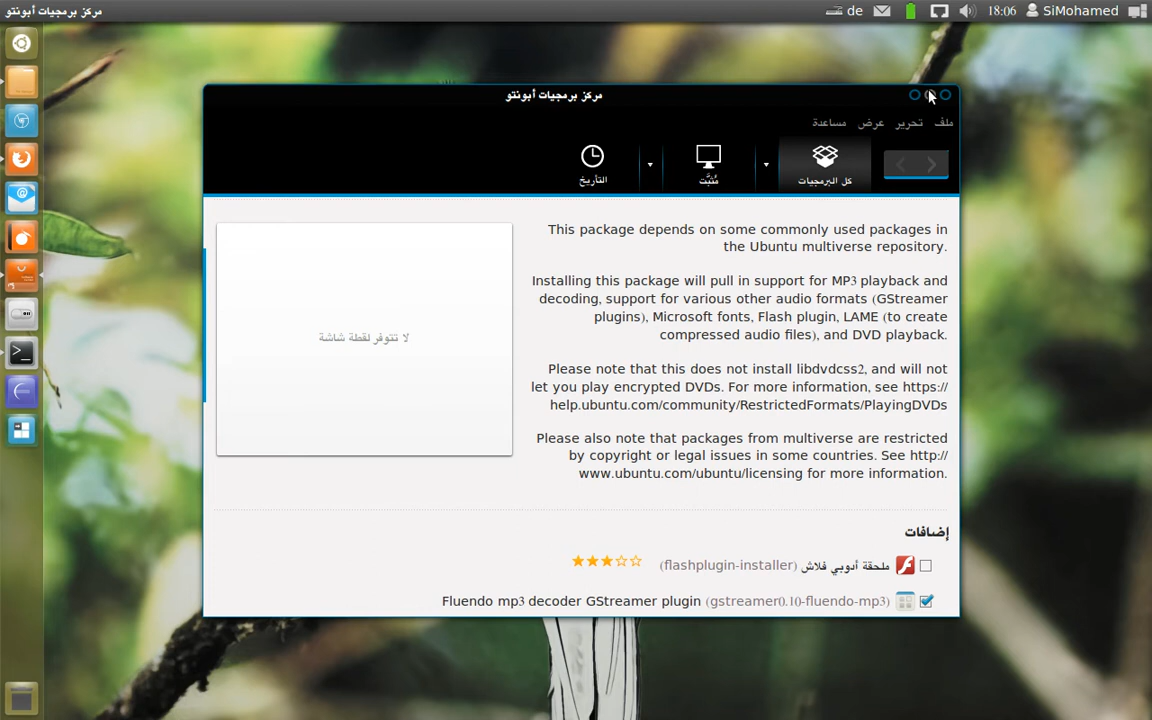 مركز برمجيات أبونتو
de
18:06
SiMohamed
مركز برمجيات أبونتو
ملف تحرير عرض مساعدة
كل البرمجيات
مُثبَّت
التأريخ
This package depends on some commonly used packages in
the Ubuntu multiverse repository.
Installing this package will pull in support for MP3 playback and
decoding, support for various other audio formats (GStreamer
plugins), Microsoft fonts, Flash plugin, LAME (to create
compressed audio files), and DVD playback.
Please note that this does not install libdvdcss2, and will not
let you play encrypted DVDs. For more information, see https://
help.ubuntu.com/community/RestrictedFormats/PlayingDVDs
Please also note that packages from multiverse are restricted
by copyright or legal issues in some countries. See http://
www.ubuntu.com/ubuntu/licensing for more information.
لا تتوفر لقطة شاشة
إضافات
ملحقة أدوبي فلاش (flashplugin-installer)
Fluendo mp3 decoder GStreamer plugin (gstreamer0.10-fluendo-mp3)